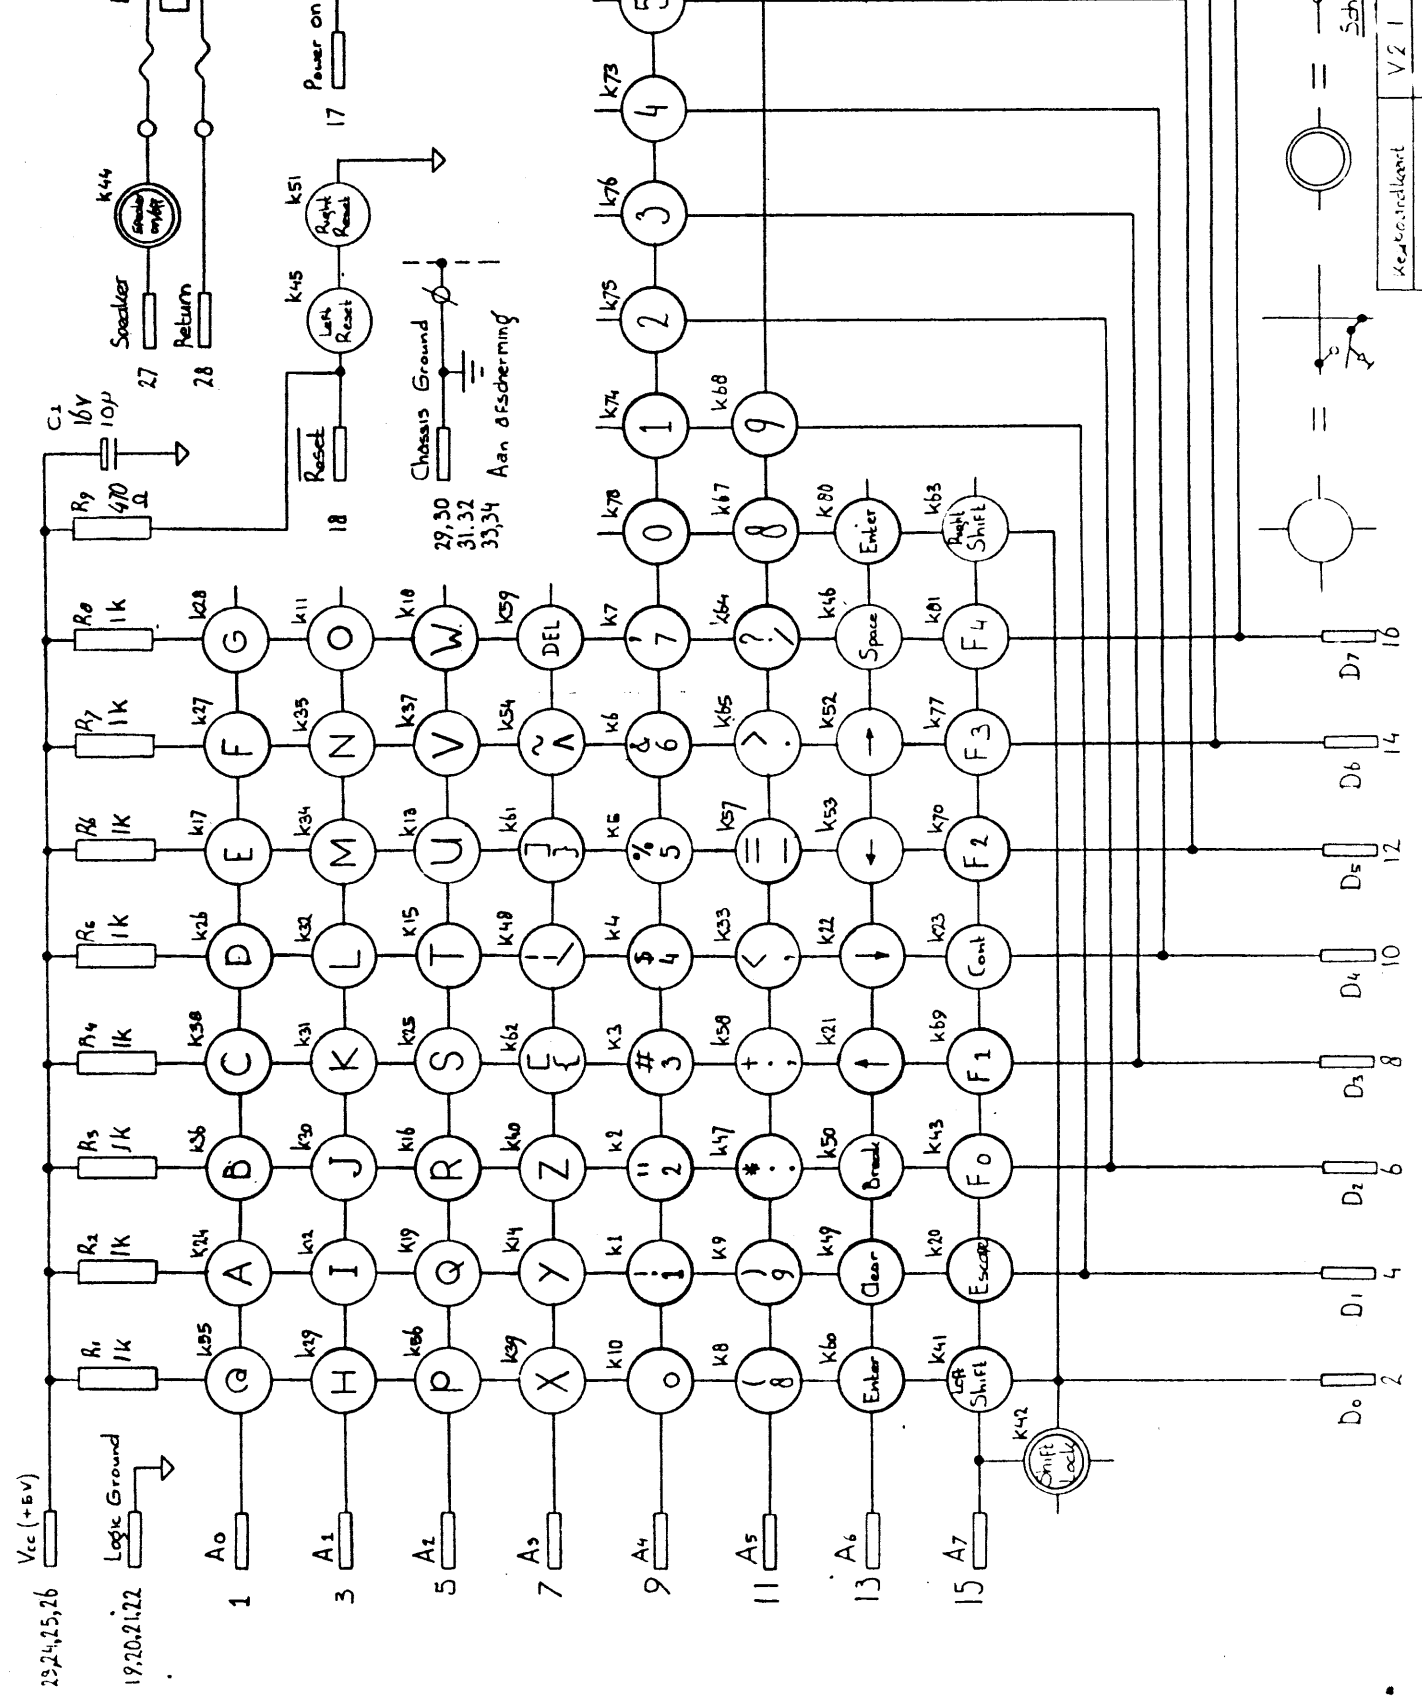 Vcc (+5V)
23,24,25,26
Logic Ground
19,20,21,22
R1
1K
R2
1K
R3
1K
R4
1K
R5
1K
R6
1K
R7
1K
R8
1K
R9
470
Ω
C1
16V
10µ
Speaker
27
K44
Speaker
on/off
Return
28
Power on
17
Reset
18
K45
Left
Reset
K51
Right
Reset
Chassis Ground
29,30
31,32
33,34
Aan afscherming
A0
1
K55 @
K24 A
K36 B
K38 C
K26 D
K17 E
K27 F
K28 G
A1
3
K29 H
K12 I
K30 J
K31 K
K32 L
K34 M
K35 N
K11 O
A2
5
K56 P
K19 Q
K16 R
K25 S
K15 T
K13 U
K37 V
K18 W
A3
7
K39 X
K14 Y
K40 Z
K62 [ {
K48 | \
K61 ] }
K54 ~ ^
K59 DEL
A4
9
K10 0
K1 ! 1
K2 " 2
K3 # 3
K4 $ 4
K5 % 5
K6 & 6
K7 ' 7
K78 0
K74 1
K75 2
K76 3
K73 4
5
A5
11
K8 ( 8
K9 ) 9
K47 * :
K58 + ;
K33 < ,
K57 = _
K65 > .
K64 ? /
K67 8
K68 9
A6
13
K60 Enter
K49 Clear
K50 Break
K21 ↑
K22 ↓
K53 ←
K52 →
K46 Space
K80 Enter
A7
15
K41 Left Shift
K20 Escape
K43 F0
K69 F1
K23 Cont
K70 F2
K77 F3
K81 F4
K63 Right Shift
K42
Shift
Lock
D0
2
D1
4
D2
6
D3
8
D4
10
D5
12
D6
14
D7
16
=
=
Sch
Keyboardkaart
V 2 1